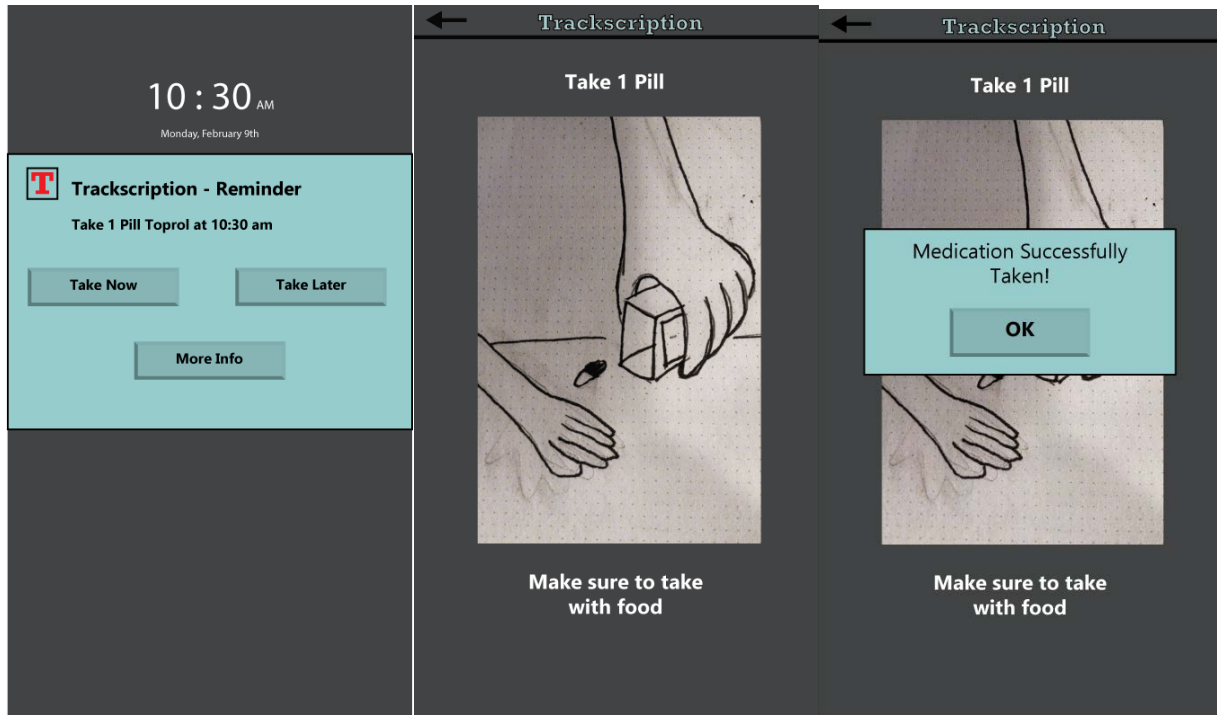 10 : 30 AM
Monday, February 9th
T
Trackscription - Reminder
Take 1 Pill Toprol at 10:30 am
Take Now
Take Later
More Info
Trackscription
Take 1 Pill
Make sure to take
with food
Trackscription
Take 1 Pill
Medication Successfully
Taken!
OK
Make sure to take
with food